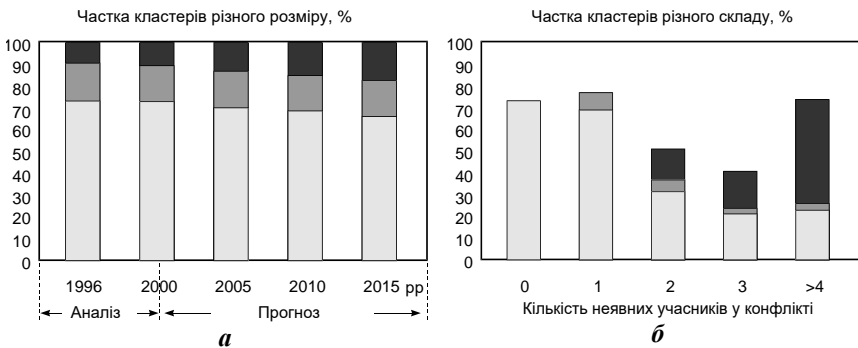 Частка кластерів різного розміру, %
100
90
80
70
60
50
40
30
20
10
0
1996 2000 2005 2010 2015 рр
Аналіз Прогноз
а
Частка кластерів різного складу, %
100
90
80
70
60
50
40
30
20
10
0
0 1 2 3 >4
Кількість неявних учасників у конфлікті
б